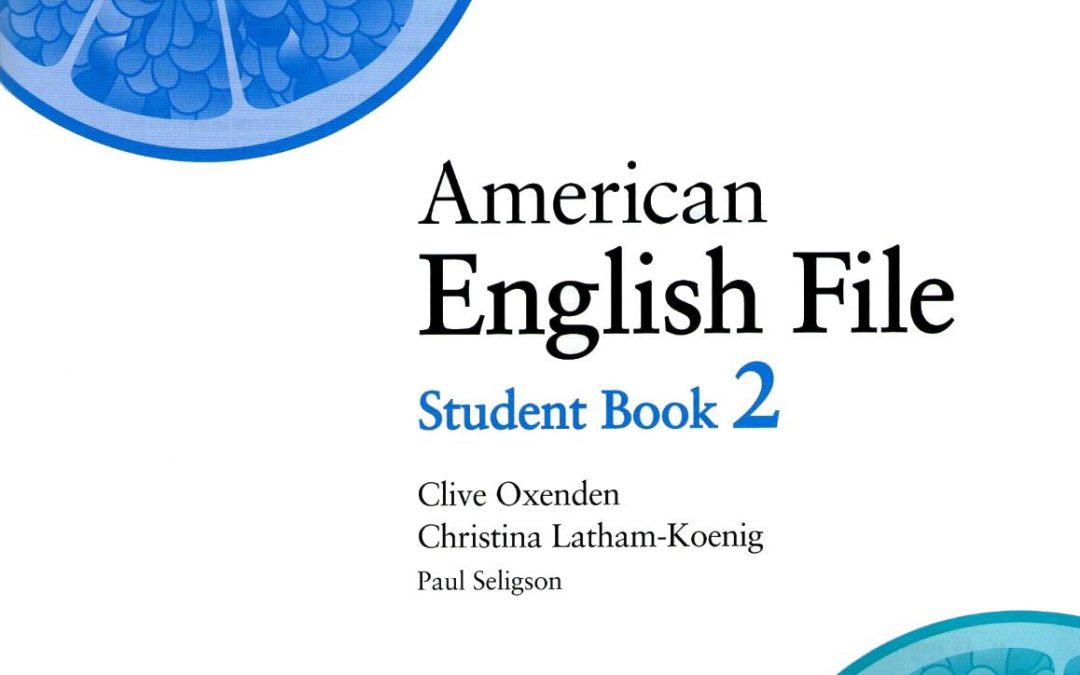 American
English File
Student Book 2
Clive Oxenden
Christina Latham-Koenig
Paul Seligson